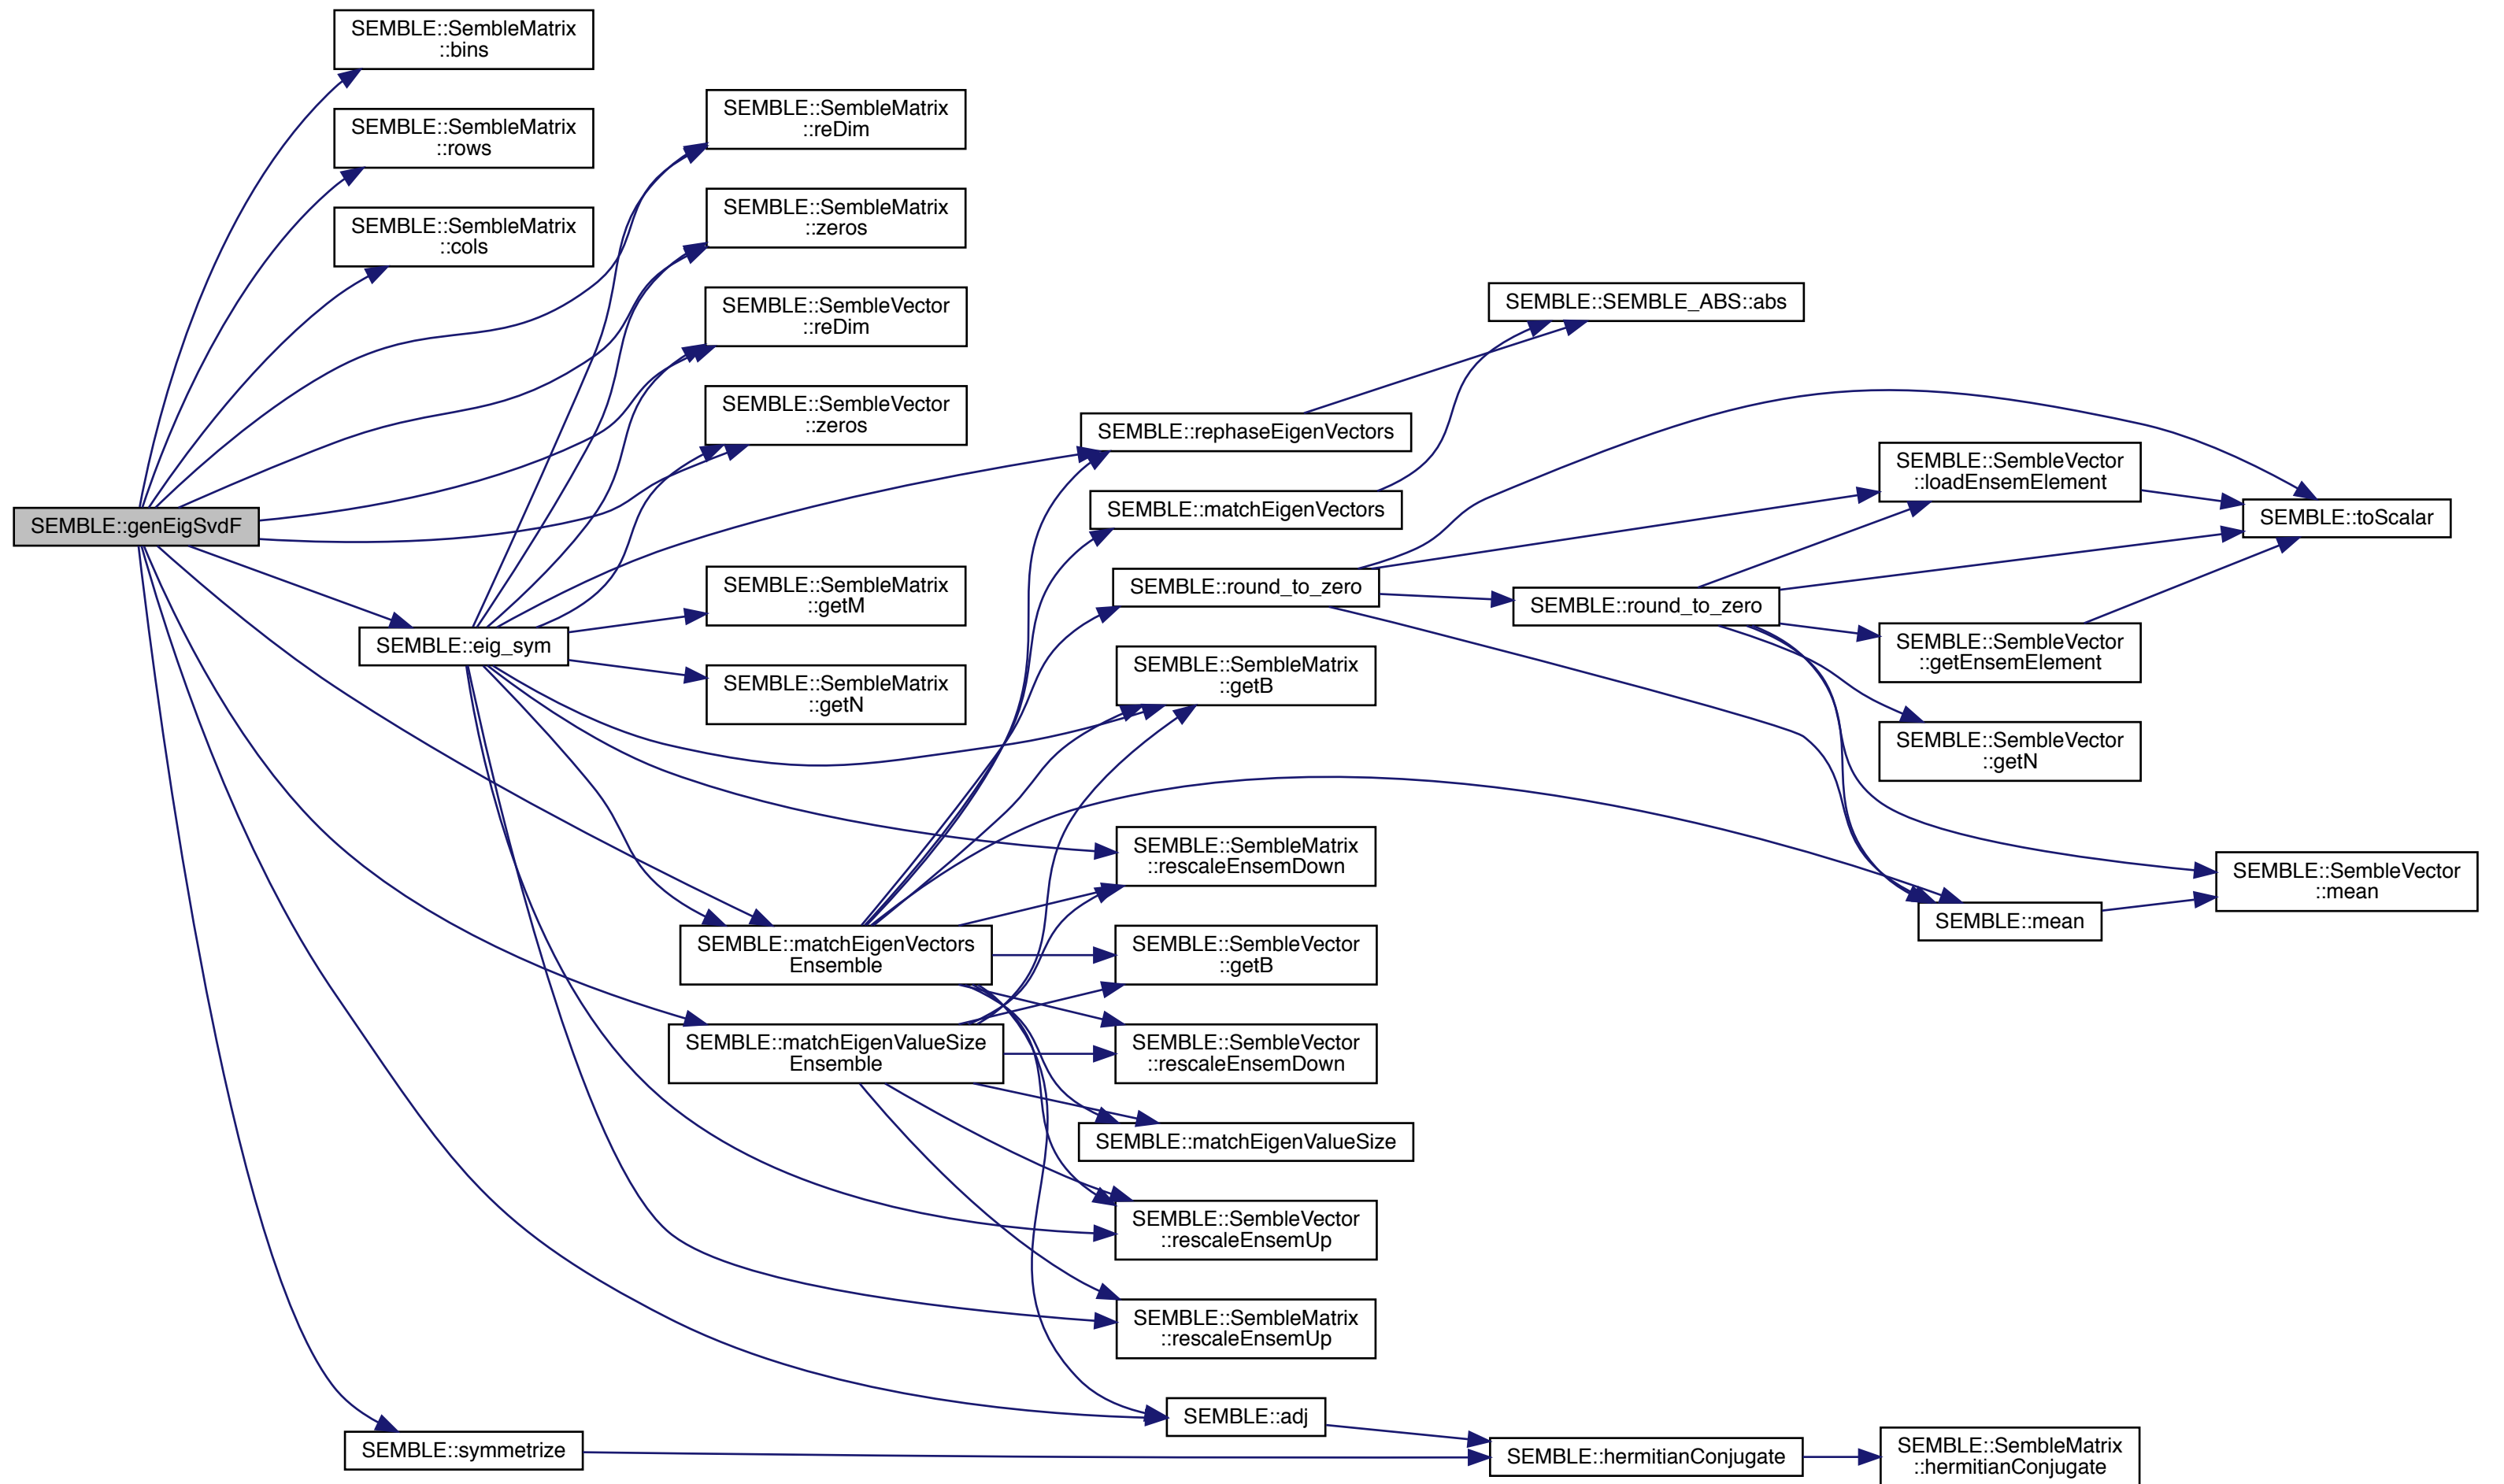 SEMBLE::SembleMatrix
::bins
SEMBLE::SembleMatrix
::rows
SEMBLE::SembleMatrix
::cols
SEMBLE::genEigSvdF
SEMBLE::eig_sym
SEMBLE::symmetrize
SEMBLE::SembleMatrix
::reDim
SEMBLE::SembleMatrix
::zeros
SEMBLE::SembleVector
::reDim
SEMBLE::SembleVector
::zeros
SEMBLE::SembleMatrix
::getM
SEMBLE::SembleMatrix
::getN
SEMBLE::matchEigenVectors
Ensemble
SEMBLE::matchEigenValueSize
Ensemble
SEMBLE::rephaseEigenVectors
SEMBLE::matchEigenVectors
SEMBLE::round_to_zero
SEMBLE::SembleMatrix
::getB
SEMBLE::SembleMatrix
::rescaleEnsemDown
SEMBLE::SembleVector
::getB
SEMBLE::SembleVector
::rescaleEnsemDown
SEMBLE::matchEigenValueSize
SEMBLE::SembleVector
::rescaleEnsemUp
SEMBLE::SembleMatrix
::rescaleEnsemUp
SEMBLE::adj
SEMBLE::SEMBLE_ABS::abs
SEMBLE::round_to_zero
SEMBLE::hermitianConjugate
SEMBLE::SembleVector
::loadEnsemElement
SEMBLE::SembleVector
::getEnsemElement
SEMBLE::SembleVector
::getN
SEMBLE::mean
SEMBLE::SembleMatrix
::hermitianConjugate
SEMBLE::toScalar
SEMBLE::SembleVector
::mean